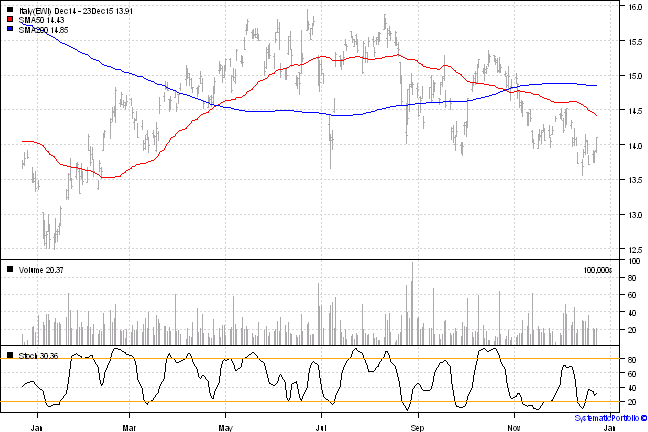 Italy(EWI) Dec14 - 23Dec15 13.91
SMA50 14.43
SMA200 14.85
16.0
15.5
15.0
14.5
14.0
13.5
13.0
12.5
Volume 20.37
100,000s
100
80
60
40
20
Stock 30.36
80
60
40
20
Jan
Mar
May
Jul
Sep
Nov
Jan
SystematicPortfolio ©